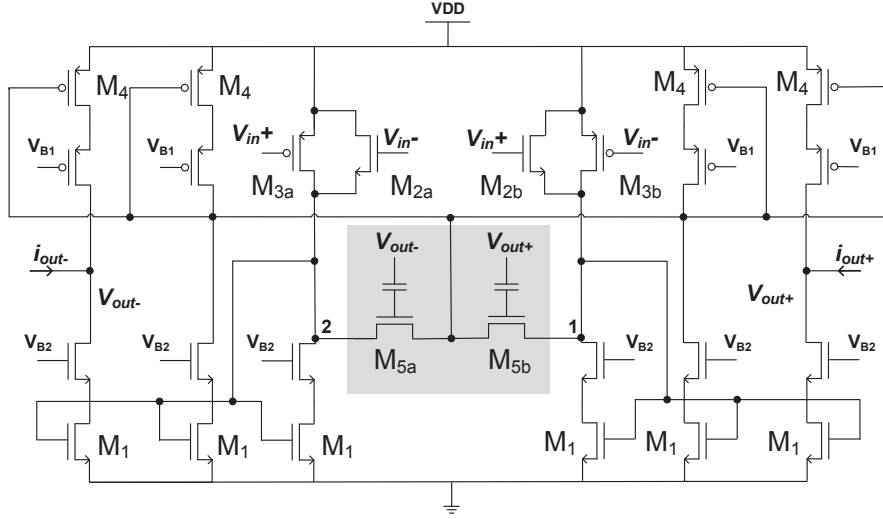 VDD
M4 M4 M4 M4
Vin+ Vin- Vin+ Vin-
VB1 VB1 VB1 VB1
M3a M2a M2b M3b
Vout- Vout+
iout- iout+
Vout- Vout+
2 1
VB2 VB2 VB2 VB2 VB2
M5a M5b
M1 M1 M1 M1 M1 M1